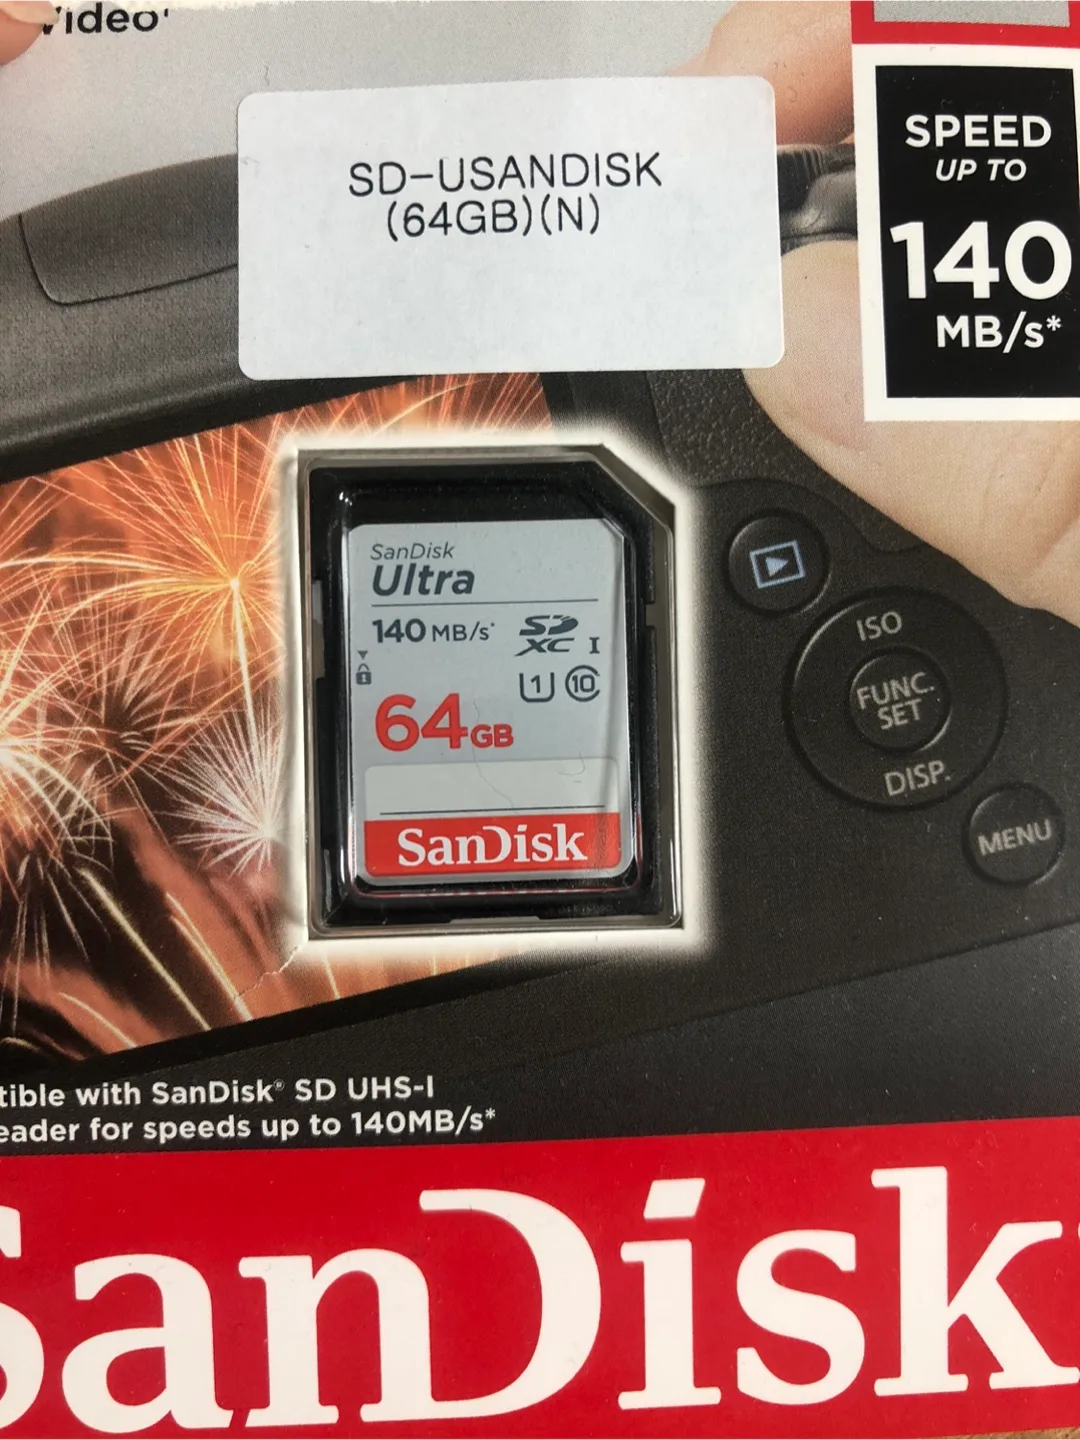 Video¹
SPEED
UP TO
140
MB/s*
SD-USANDISK
(64GB)(N)
SanDisk
Ultra
140 MB/s*
SD XC I
1 10
64GB
SanDisk
ISO
FUNC.
SET
DISP.
MENU
tible with SanDisk® SD UHS-I
eader for speeds up to 140MB/s*
SanDisk